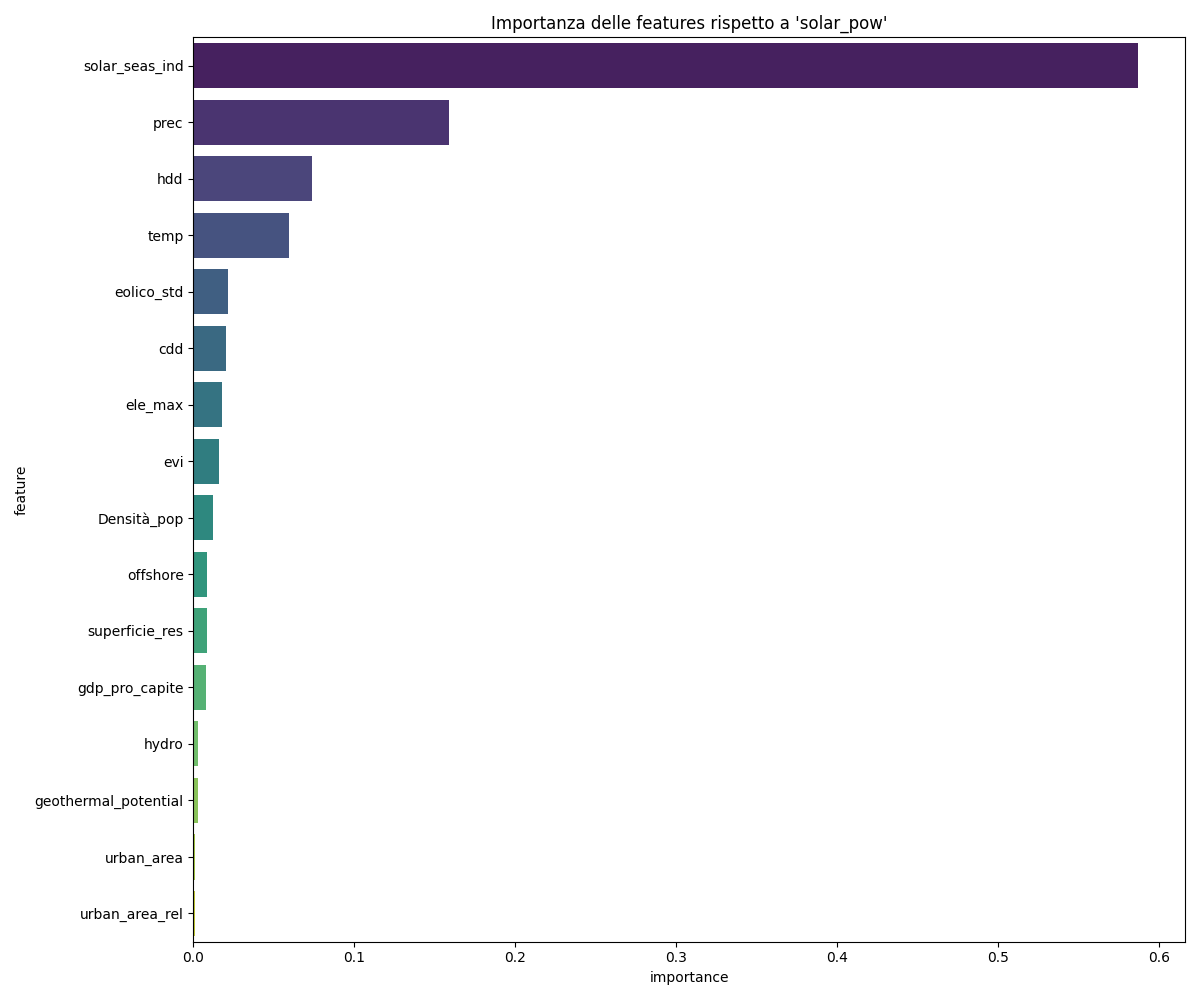 Importanza delle features rispetto a 'solar_pow'
solar_seas_ind
prec
hdd
temp
eolico_std
cdd
ele_max
evi
Densità_pop
offshore
superficie_res
gdp_pro_capite
hydro
geothermal_potential
urban_area
urban_area_rel
feature
0.0 0.1 0.2 0.3 0.4 0.5 0.6
importance